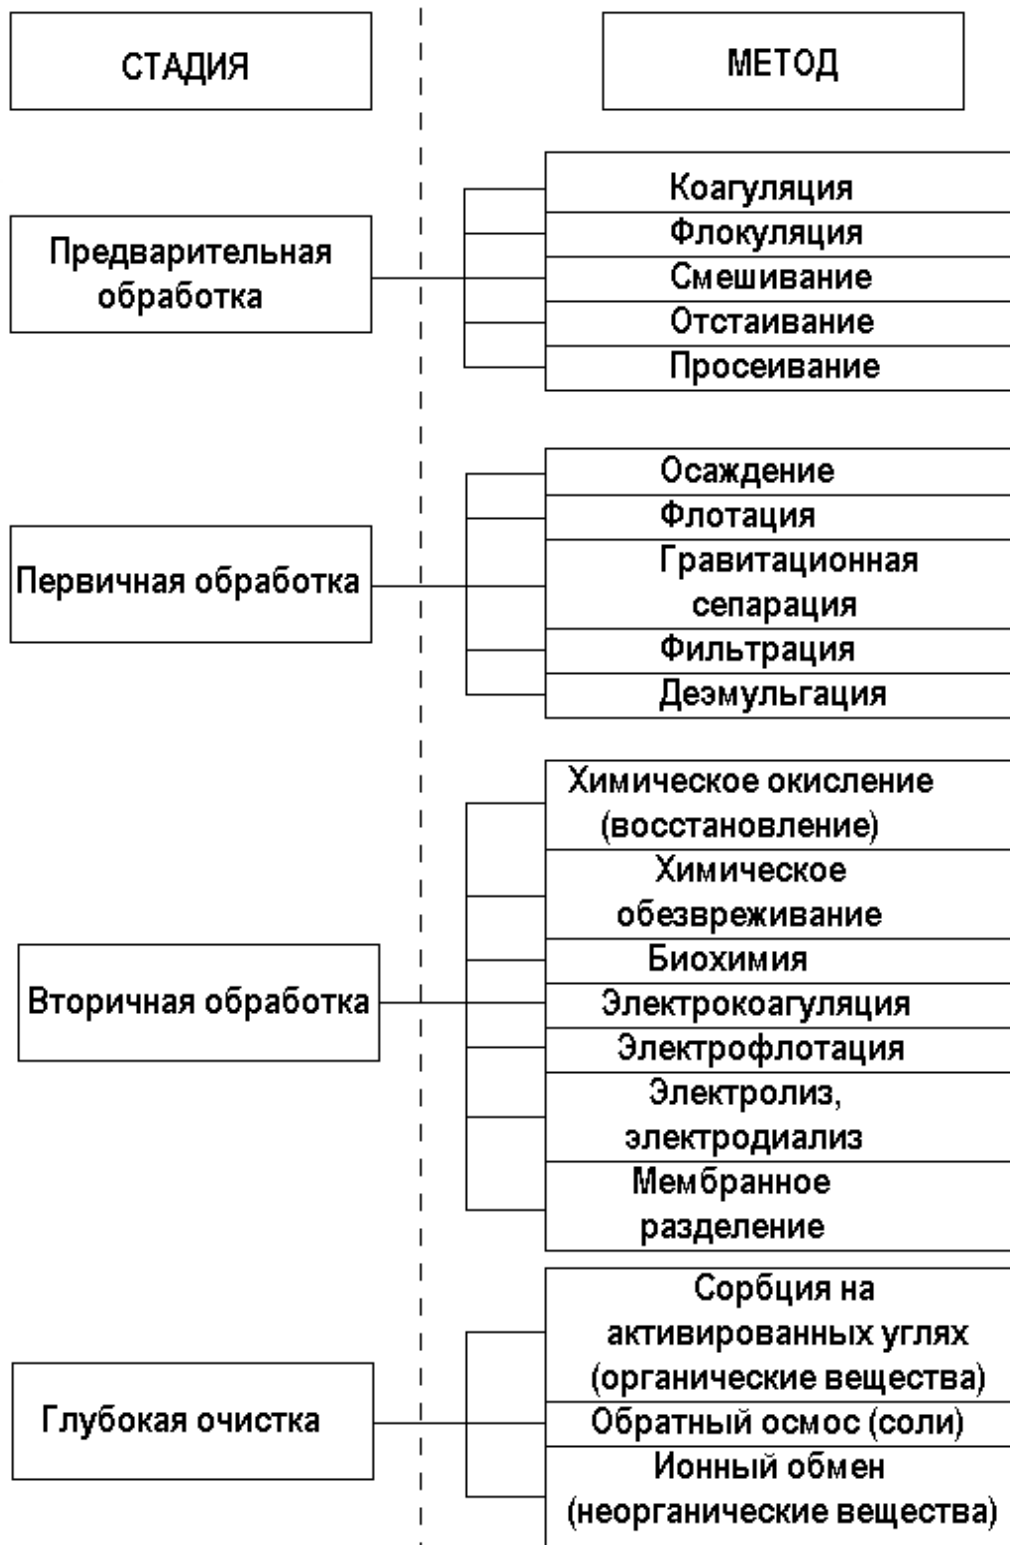 СТАДИЯ
МЕТОД
Предварительная
обработка
Коагуляция
Флокуляция
Смешивание
Отстаивание
Просеивание
Первичная обработка
Осаждение
Флотация
Гравитационная
сепарация
Фильтрация
Деэмульгация
Вторичная обработка
Химическое окисление
(восстановление)
Химическое
обезвреживание
Биохимия
Электрокоагуляция
Электрофлотация
Электролиз,
электродиализ
Мембранное
разделение
Глубокая очистка
Сорбция на
активированных углях
(органические вещества)
Обратный осмос (соли)
Ионный обмен
(неорганические вещества)